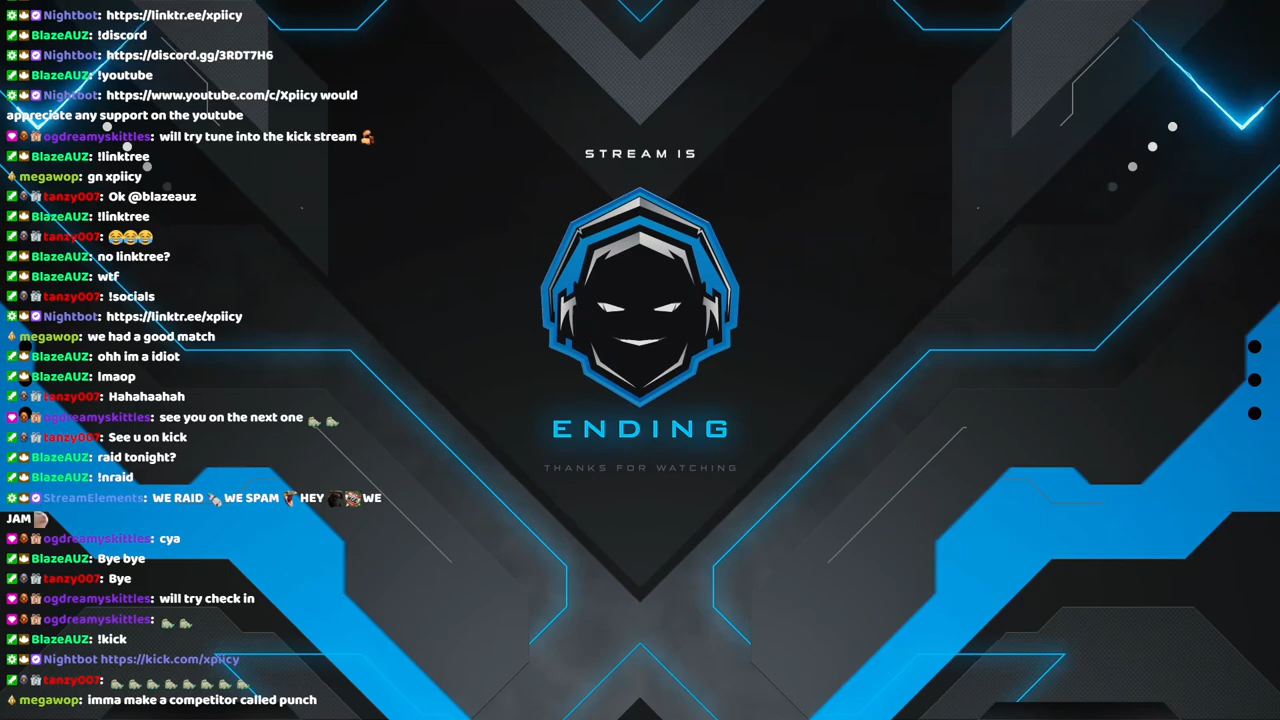 Nightbot: https://linktr.ee/xpiicy
BlazeAUZ: !discord
Nightbot: https://discord.gg/3RDT7H6
BlazeAUZ: !youtube
Nightbot: https://www.youtube.com/c/Xpiicy would
appreciate any support on the youtube
ogdreamyskittles: will try tune into the kick stream
BlazeAUZ: !linktree
megawop: gn xpiicy
tanzy007: Ok @blazeauz
BlazeAUZ: !linktree
tanzy007: 😂😂😂
BlazeAUZ: no linktree?
BlazeAUZ: wtf
tanzy007: !socials
Nightbot: https://linktr.ee/xpiicy
megawop: we had a good match
BlazeAUZ: ohh im a idiot
BlazeAUZ: lmaop
tanzy007: Hahahaahah
ogdreamyskittles: see you on the next one
tanzy007: See u on kick
BlazeAUZ: raid tonight?
BlazeAUZ: !nraid
StreamElements: WE RAID WE SPAM HEY WE
JAM
ogdreamyskittles: cya
BlazeAUZ: Bye bye
tanzy007: Bye
ogdreamyskittles: will try check in
ogdreamyskittles:
BlazeAUZ: !kick
Nightbot https://kick.com/xpiicy
tanzy007:
megawop: imma make a competitor called punch
STREAM IS
ENDING
THANKS FOR WATCHING